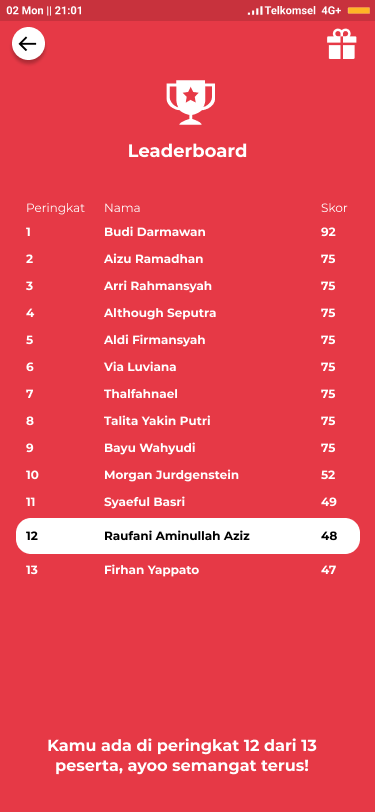 02 Mon || 21:01 Telkomsel 4G+
Leaderboard
Peringkat Nama Skor
1 Budi Darmawan 92
2 Aizu Ramadhan 75
3 Arri Rahmansyah 75
4 Although Seputra 75
5 Aldi Firmansyah 75
6 Via Luviana 75
7 Thalfahnael 75
8 Talita Yakin Putri 75
9 Bayu Wahyudi 75
10 Morgan Jurdgenstein 52
11 Syaeful Basri 49
12 Raufani Aminullah Aziz 48
13 Firhan Yappato 47
Kamu ada di peringkat 12 dari 13
peserta, ayoo semangat terus!